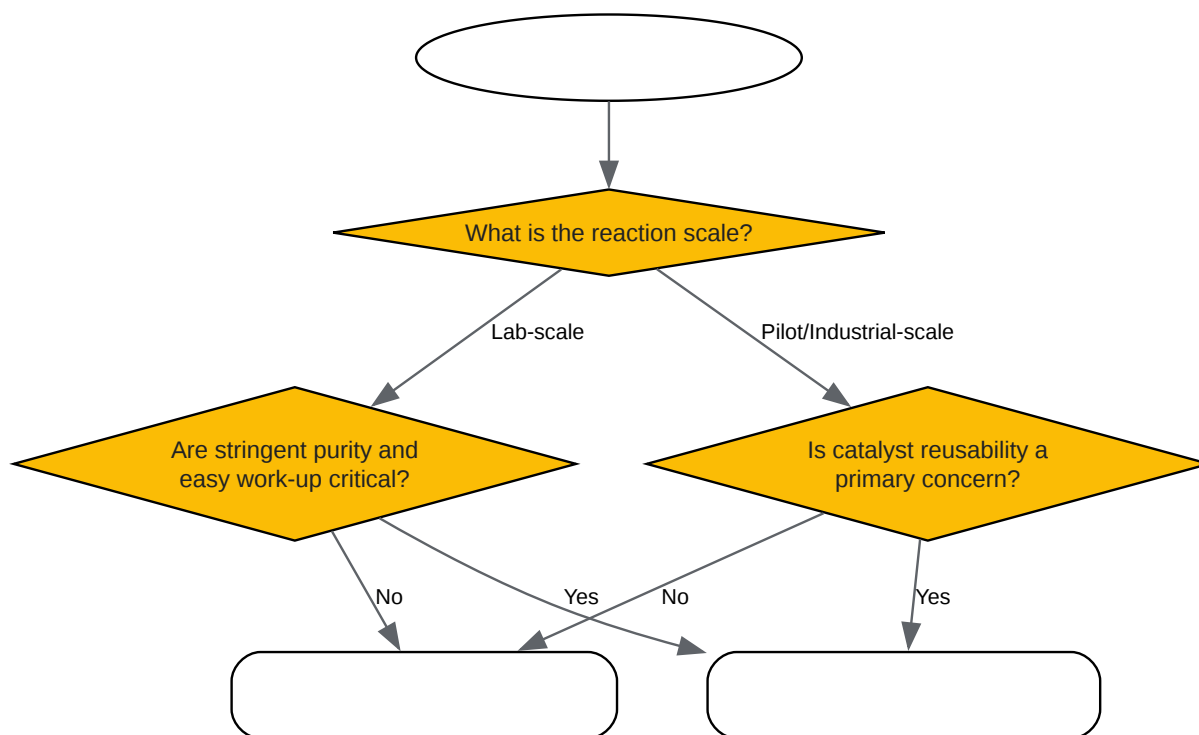 What is the reaction scale?
Lab-scale
Pilot/Industrial-scale
Are stringent purity and
easy work-up critical?
Is catalyst reusability a
primary concern?
No
Yes
No
Yes